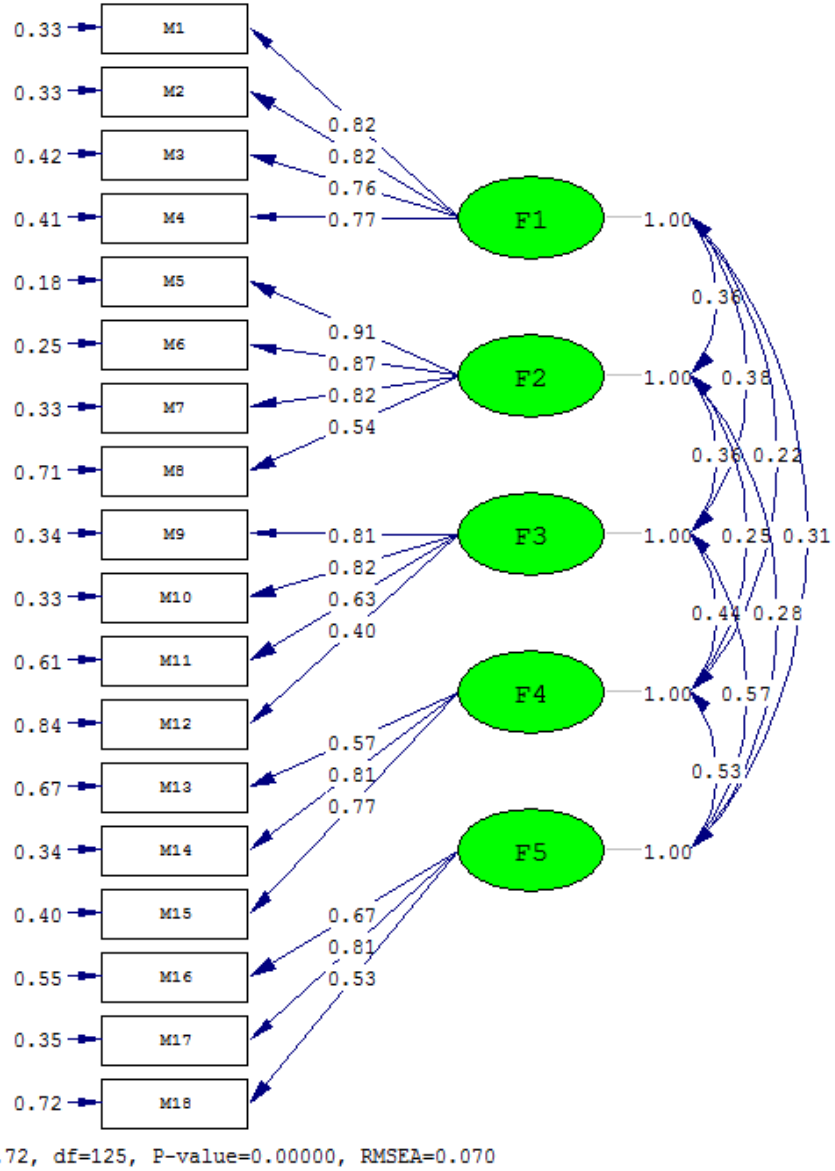 0.33 M1
0.33 M2
0.82
0.42 M3 0.82
0.76
0.41 M4 0.77 F1 1.00
0.18 M5
0.36
0.91
0.25 M6
0.87 F2 1.00 0.38
0.33 M7 0.82
0.54
0.71 M8 0.36 0.22
0.34 M9 0.81 F3 1.00 0.25 0.31
0.82
0.33 M10 0.63
0.44 0.28
0.40
0.61 M11
0.84 M12 F4 1.00 0.57
0.57
0.67 M13 0.81 0.53
0.77
0.34 M14 F5 1.00
0.40 M15 0.67
0.81
0.55 M16 0.53
0.35 M17
0.72 M18
.72, df=125, P-value=0.00000, RMSEA=0.070